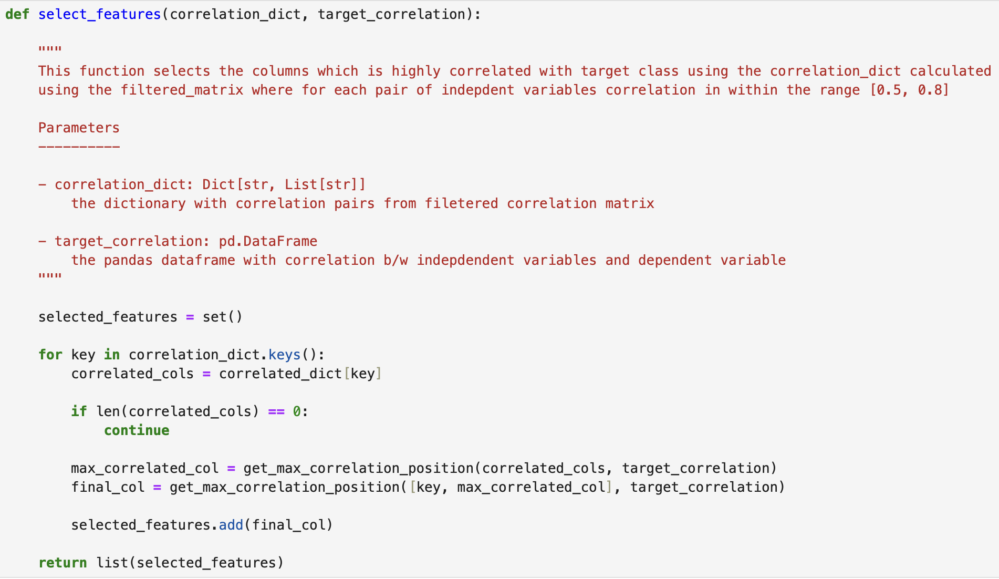 def select_features(correlation_dict, target_correlation):
"""
This function selects the columns which is highly correlated with target class using the correlation_dict calculated
using the filtered_matrix where for each pair of indepdent variables correlation in within the range [0.5, 0.8]
Parameters
----------
- correlation_dict: Dict[str, List[str]]
the dictionary with correlation pairs from filetered correlation matrix
- target_correlation: pd.DataFrame
the pandas dataframe with correlation b/w indepdendent variables and dependent variable
"""
selected_features = set()
for key in correlation_dict.keys():
correlated_cols = correlated_dict[key]
if len(correlated_cols) == 0:
continue
max_correlated_col = get_max_correlation_position(correlated_cols, target_correlation)
final_col = get_max_correlation_position([key, max_correlated_col], target_correlation)
selected_features.add(final_col)
return list(selected_features)